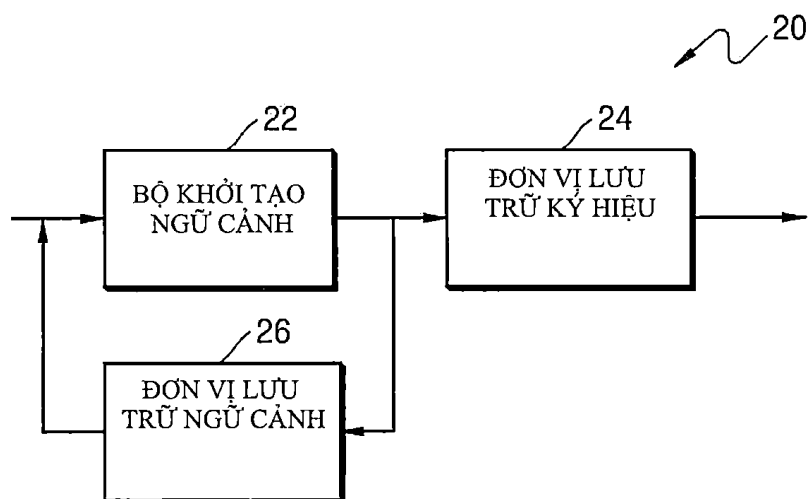 20
22
BỘ KHỞI TẠO
NGỮ CẢNH
24
ĐƠN VỊ LƯU
TRỮ KÝ HIỆU
26
ĐƠN VỊ LƯU
TRỮ NGỮ CẢNH